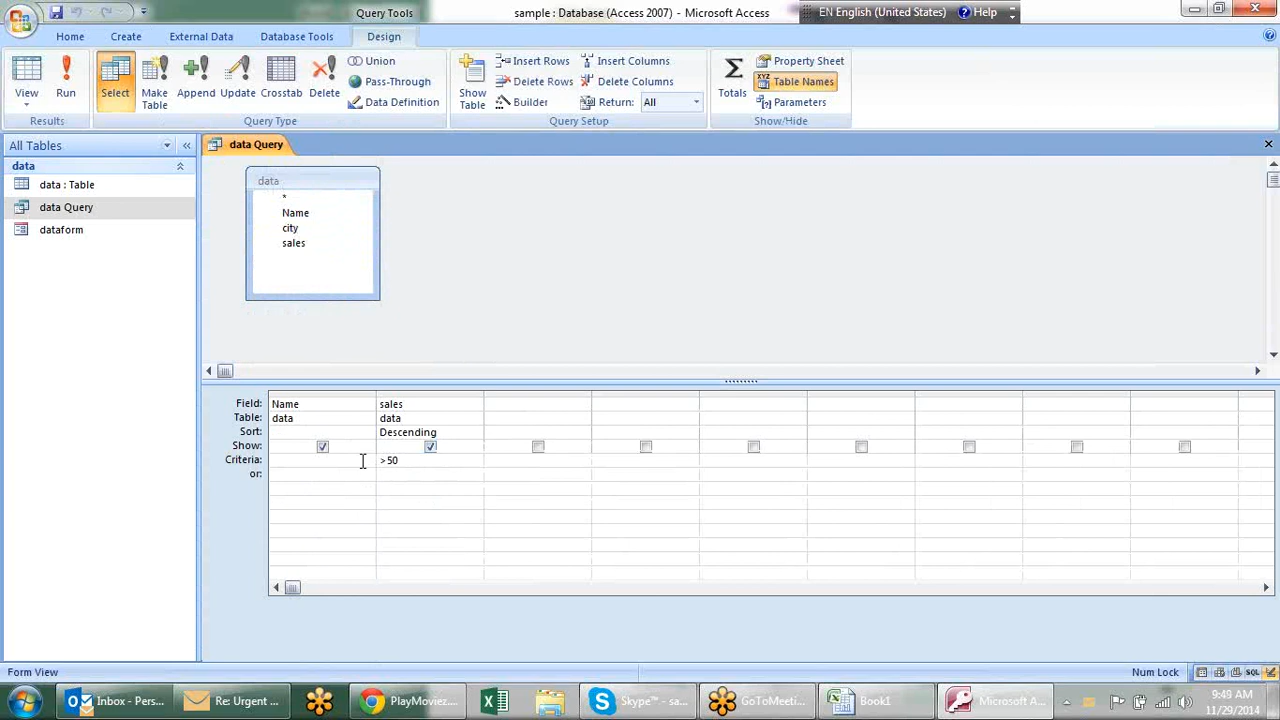 Query Tools
sample : Database (Access 2007) - Microsoft Access
EN English (United States)
Help
Home
Create
External Data
Database Tools
Design
View
Run
Select
Make Table
Append
Update
Crosstab
Delete
Union
Pass-Through
Data Definition
Show Table
Insert Rows
Delete Rows
Builder
Insert Columns
Delete Columns
Return: All
Totals
Property Sheet
Table Names
Parameters
Results
Query Type
Query Setup
Show/Hide
All Tables
data Query
data
data : Table
data Query
dataform
data
*
Name
city
sales
Field: Name sales
Table: data data
Sort: Descending
Show:
Criteria: >50
or:
Form View
Num Lock
SQL
Inbox - Pers...
Re: Urgent ...
PlayMoviez....
Skype™ - sa...
GoToMeeti...
Book1
Microsoft A...
9:49 AM
11/29/2014